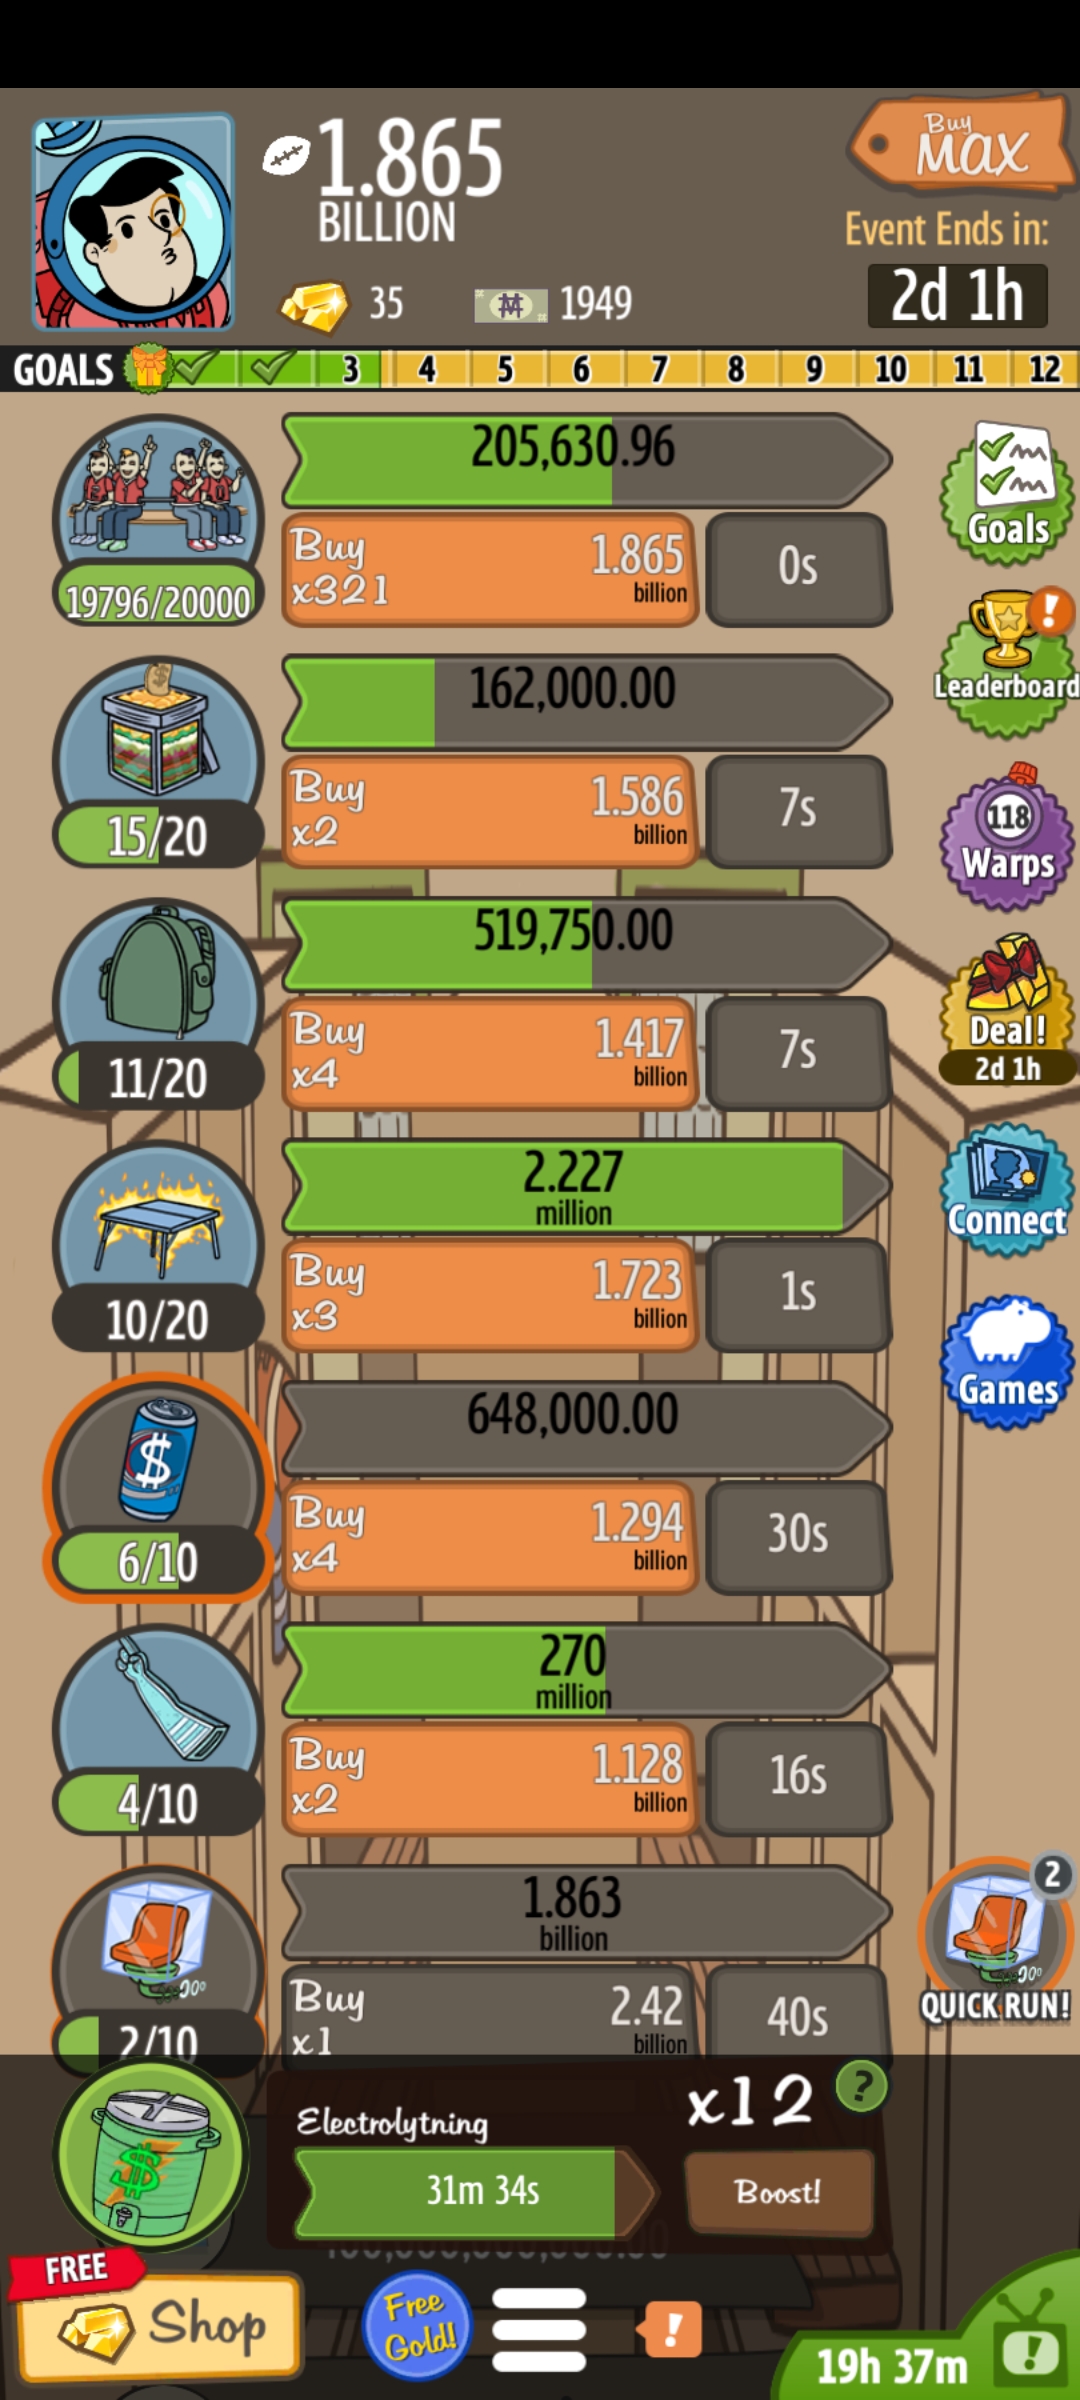 1.865
BILLION
Buy
MAX
Event Ends in:
2d 1h
35
1949
GOALS
3 4 5 6 7 8 9 10 11 12
205,630.96
Buy
x321
1.865
billion
0s
19796/20000
Goals
Leaderboard
162,000.00
Buy
x2
1.586
billion
7s
15/20
118
Warps
519,750.00
Buy
x4
1.417
billion
7s
11/20
Deal!
2d 1h
2.227
million
Buy
x3
1.723
billion
1s
10/20
Connect
648,000.00
Buy
x4
1.294
billion
30s
6/10
Games
270
million
Buy
x2
1.128
billion
16s
4/10
1.863
billion
Buy
x1
2.42
billion
40s
2/10
2
QUICK RUN!
Electrolytning
x12
?
31m 34s
Boost!
FREE
Shop
Free
Gold!
!
19h 37m